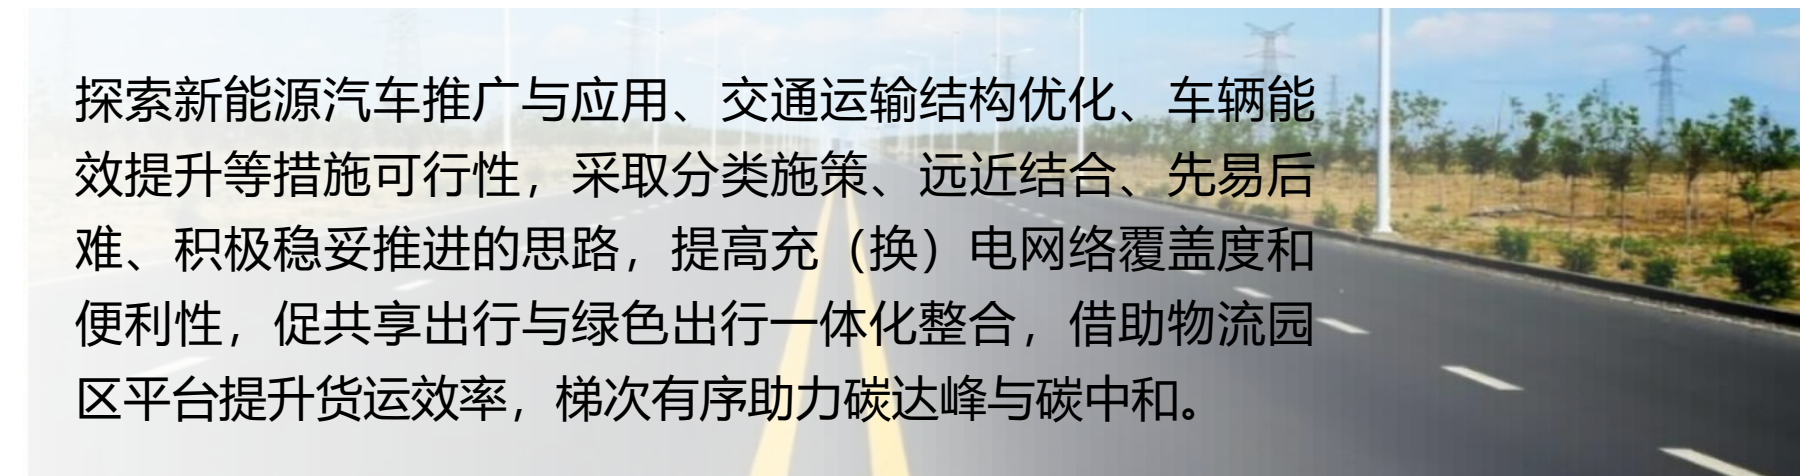 探索新能源汽车推广与应用、交通运输结构优化、车辆能
效提升等措施可行性，采取分类施策、远近结合、先易后
难、积极稳妥推进的思路，提高充（换）电网络覆盖度和
便利性，促共享出行与绿色出行一体化整合，借助物流园
区平台提升货运效率，梯次有序助力碳达峰与碳中和。